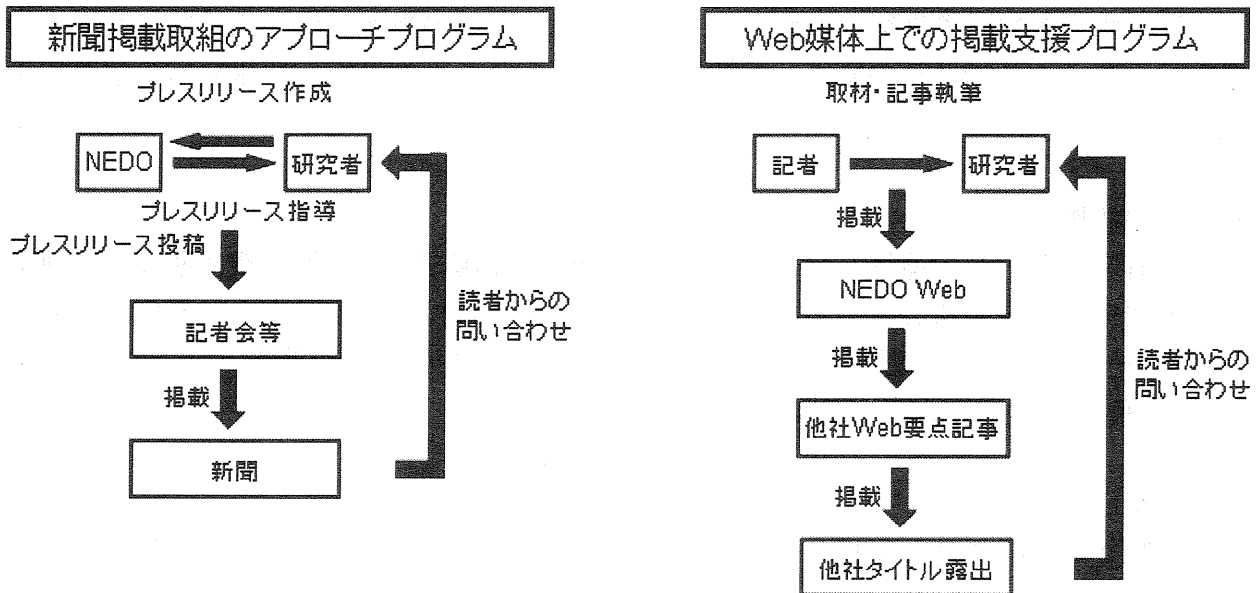 新聞掲載取組のアプローチプログラム
プレスリリース作成
NEDO
研究者
プレスリリース指導
プレスリリース投稿
記者会等
掲載
新聞
読者からの
問い合わせ
Web媒体上での掲載支援プログラム
取材・記事執筆
記者
研究者
掲載
NEDO Web
掲載
他社Web要点記事
掲載
他社タイトル露出
読者からの
問い合わせ